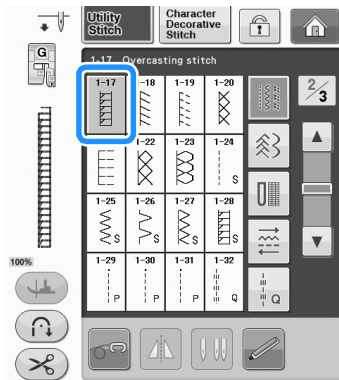 Utility
Stitch
Character
Decorative
Stitch
G
1-17 Overcasting stitch
2/3
1-17 1-18 1-19 1-20
1-22 1-23 1-24
S
1-25 1-26 1-27 1-28
S S S S
1-29 1-30 1-31 1-32
P P P Q
Q
100%